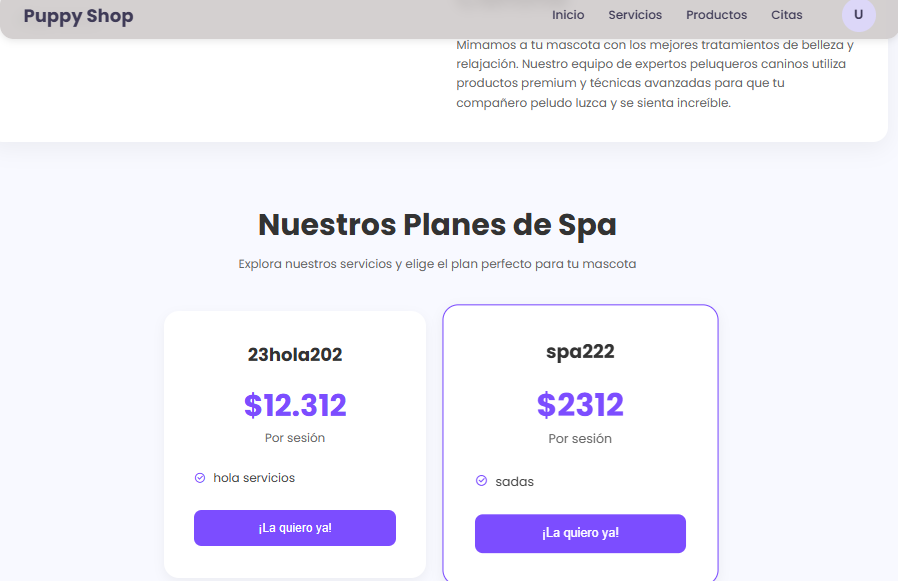 Puppy Shop
Inicio
Servicios
Productos
Citas
U
Mimamos a tu mascota con los mejores tratamientos de belleza y
relajación. Nuestro equipo de expertos peluqueros caninos utiliza
productos premium y técnicas avanzadas para que tu
compañero peludo luzca y se sienta increíble.
Nuestros Planes de Spa
Explora nuestros servicios y elige el plan perfecto para tu mascota
23hola202
$12.312
Por sesión
hola servicios
¡La quiero ya!
spa222
$2312
Por sesión
sadas
¡La quiero ya!